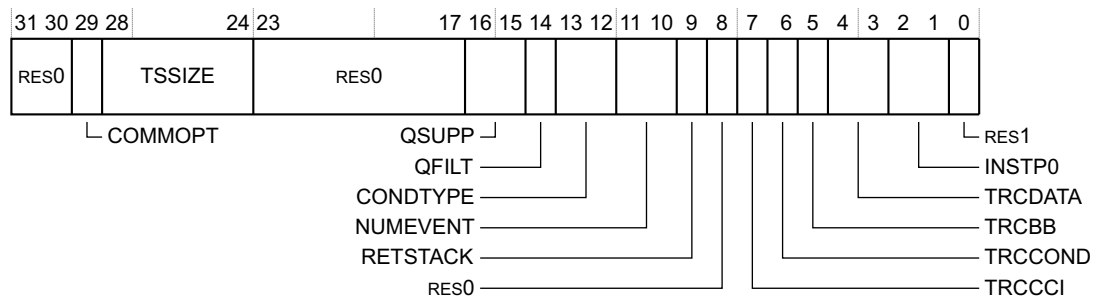 31 30 29 28 24 23 17 16 15 14 13 12 11 10 9 8 7 6 5 4 3 2 1 0
RES0 TSSIZE RES0
COMMOPT QSUPP RES1
QFILT INSTP0
CONDTYPE TRCDATA
NUMEVENT TRCBB
RETSTACK TRCCOND
RES0 TRCCCI